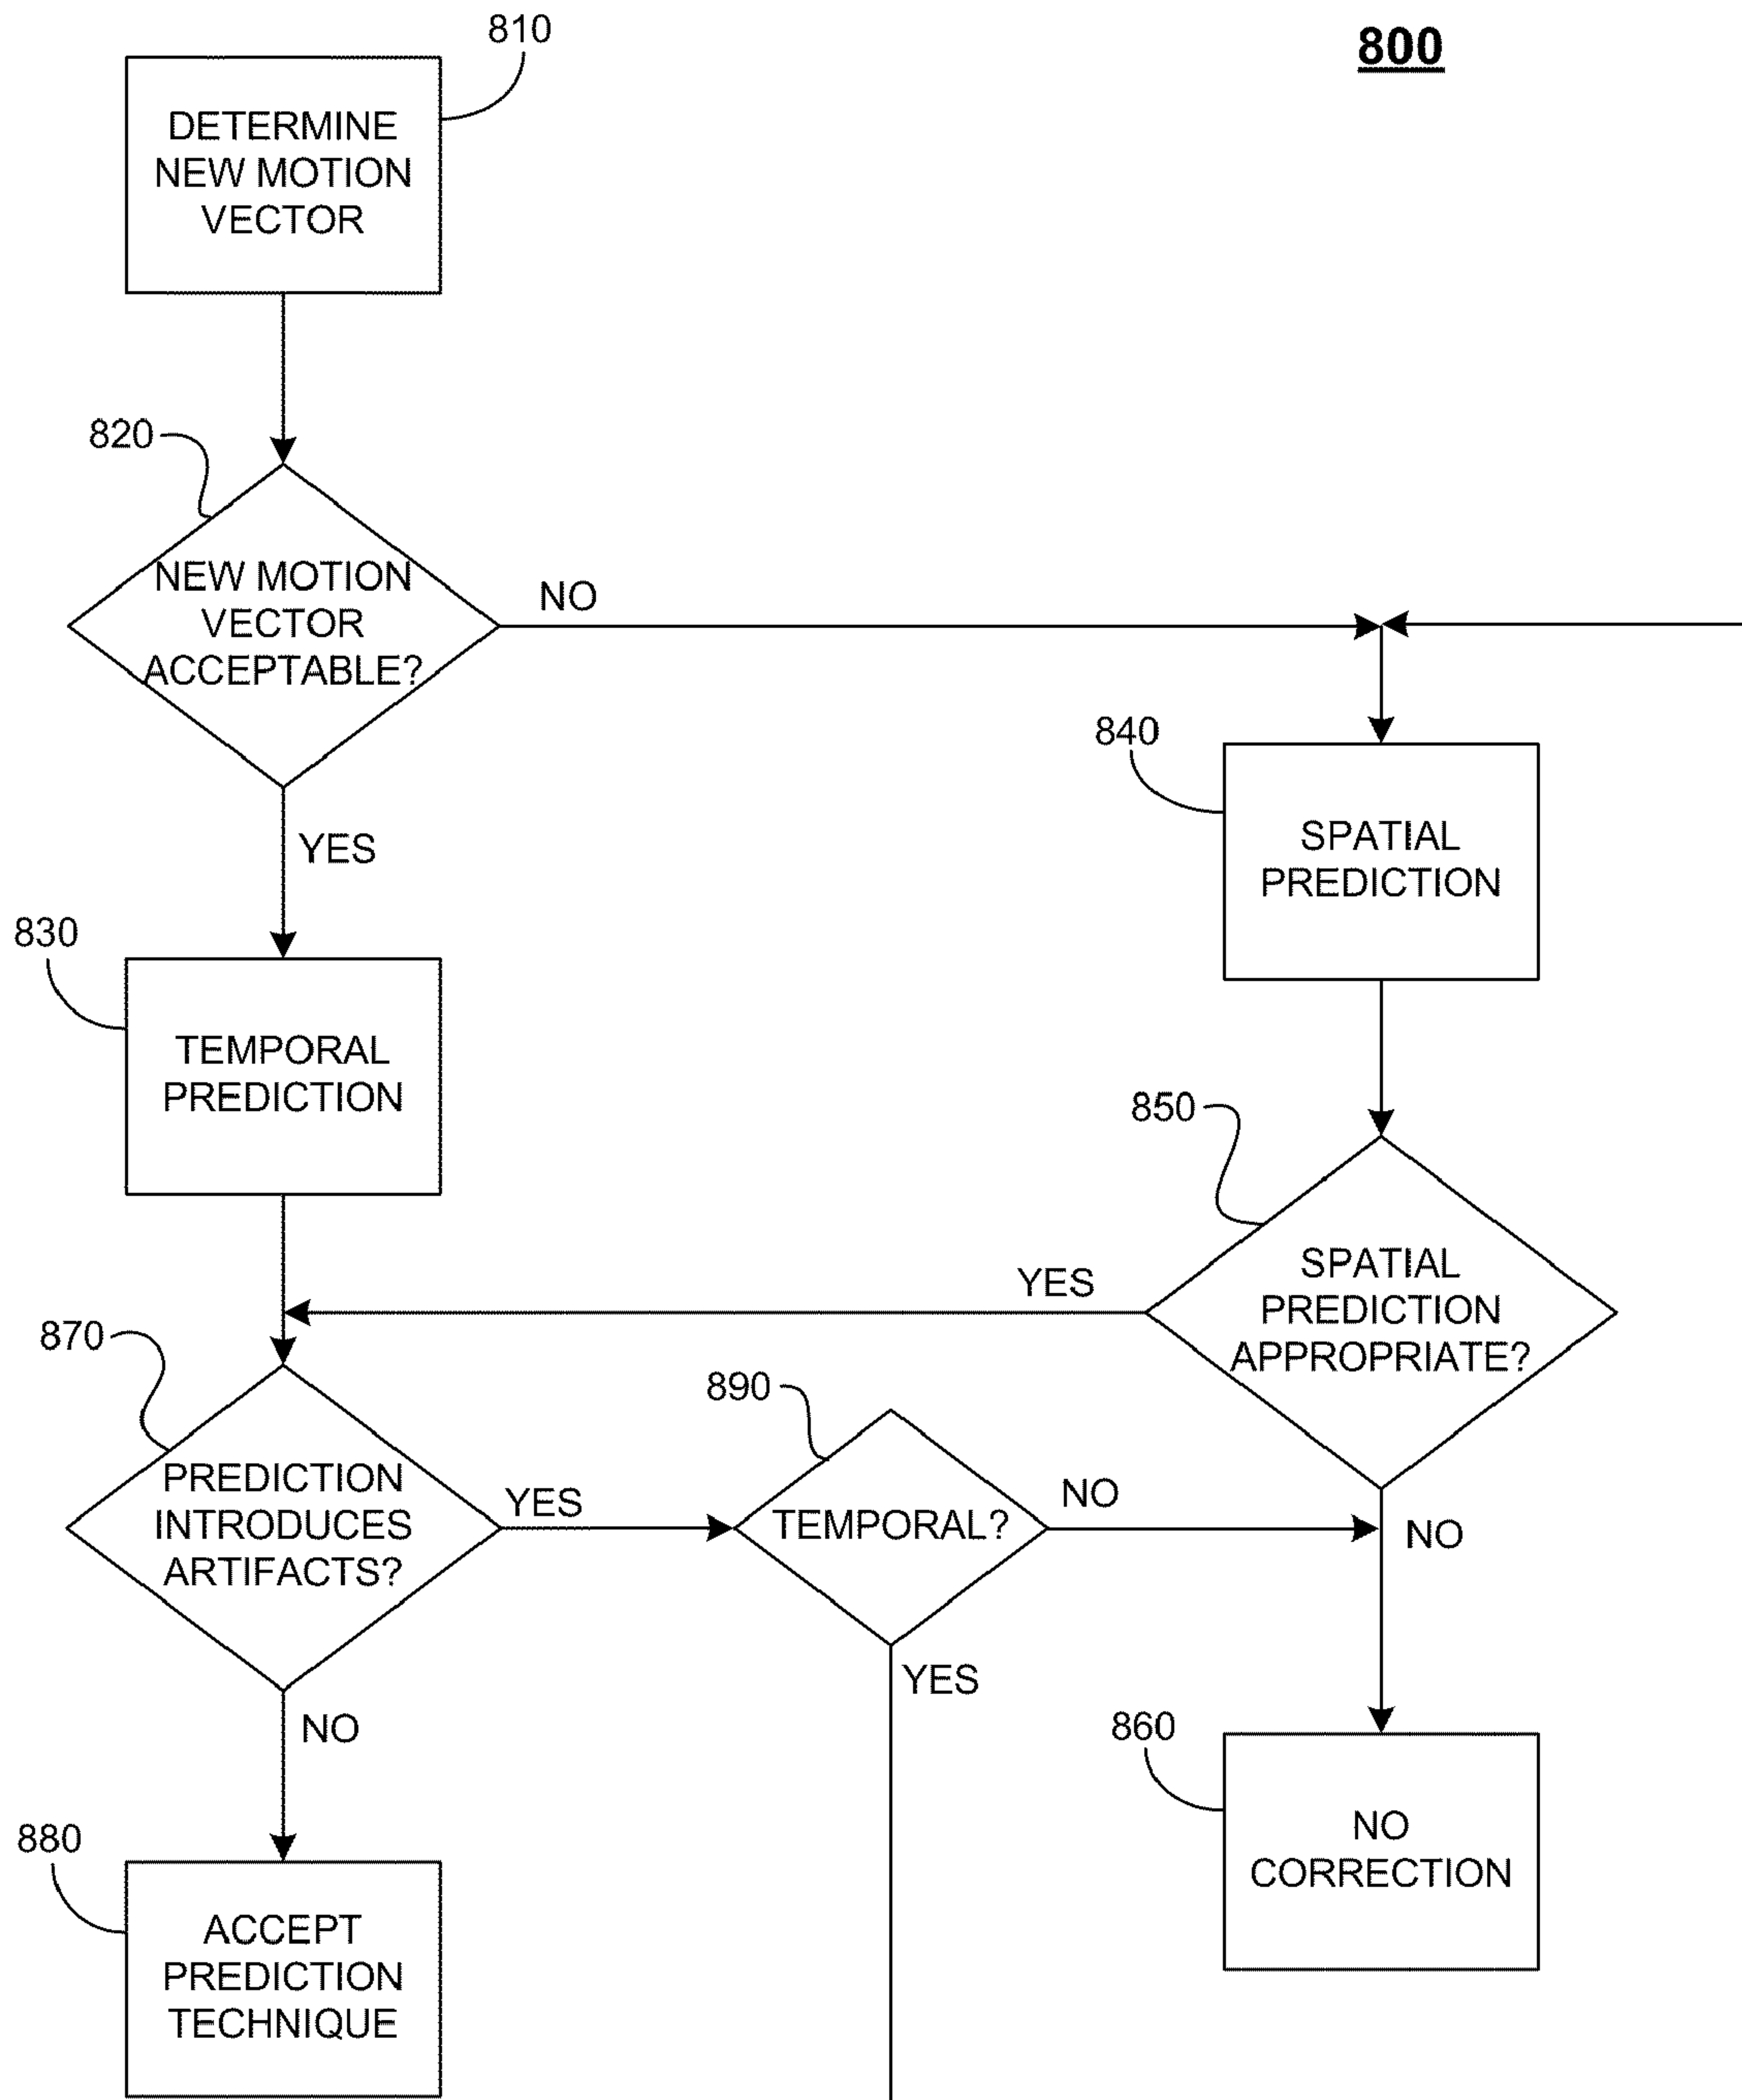 800
810
DETERMINE
NEW MOTION
VECTOR
820
NEW MOTION
VECTOR
ACCEPTABLE?
NO
YES
840
SPATIAL
PREDICTION
830
TEMPORAL
PREDICTION
850
SPATIAL
PREDICTION
APPROPRIATE?
YES
NO
870
PREDICTION
INTRODUCES
ARTIFACTS?
YES
NO
890
TEMPORAL?
NO
YES
860
NO
CORRECTION
880
ACCEPT
PREDICTION
TECHNIQUE